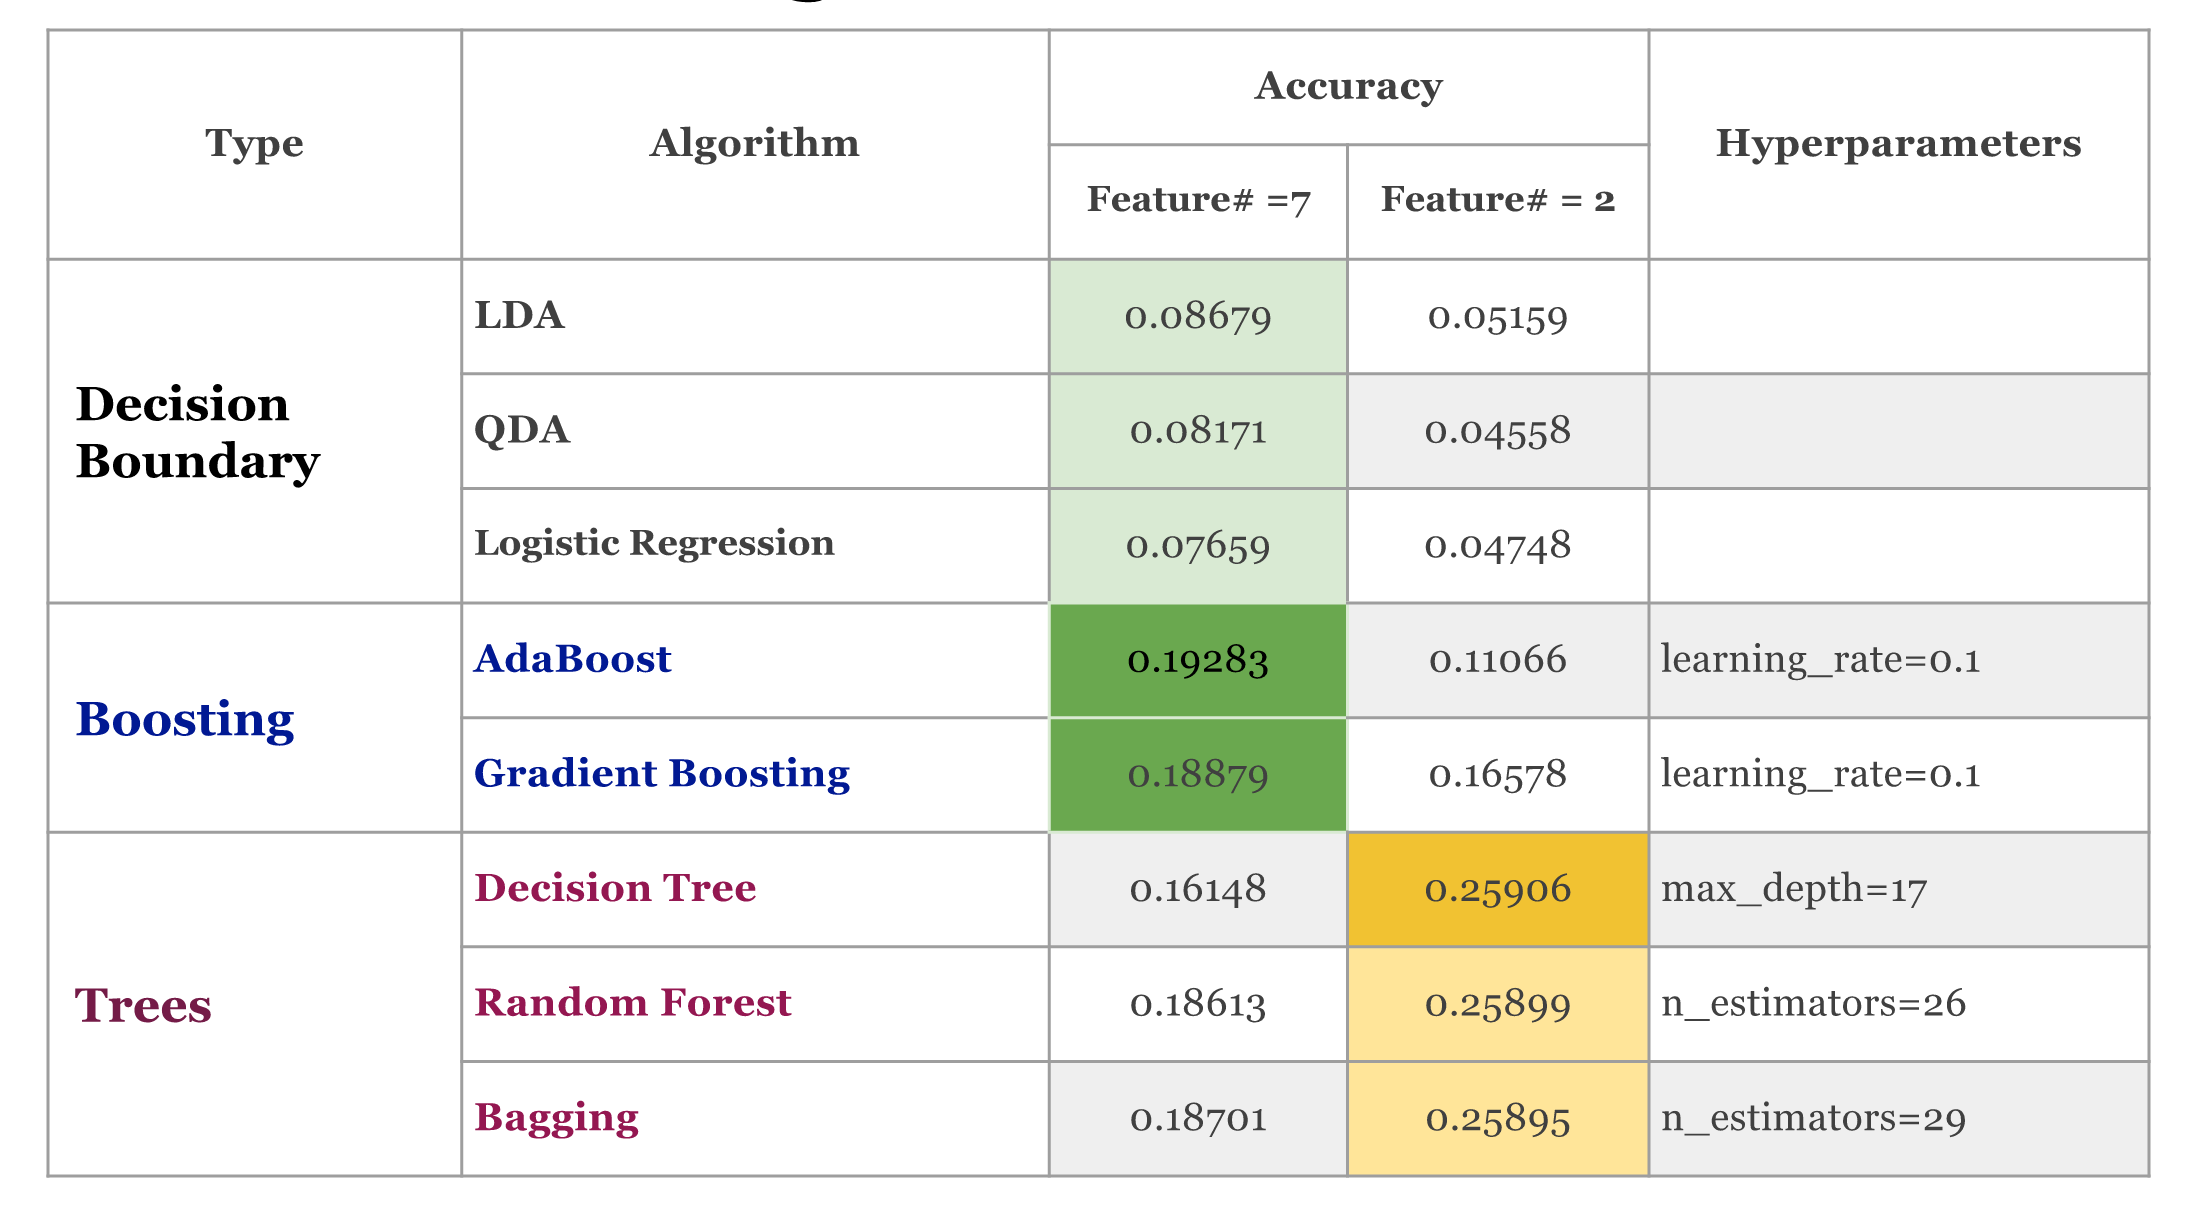 Type
Algorithm
Accuracy
Hyperparameters
Feature# =7
Feature# = 2
Decision
Boundary
LDA
0.08679
0.05159
QDA
0.08171
0.04558
Logistic Regression
0.07659
0.04748
Boosting
AdaBoost
0.19283
0.11066
learning_rate=0.1
Gradient Boosting
0.18879
0.16578
learning_rate=0.1
Trees
Decision Tree
0.16148
0.25906
max_depth=17
Random Forest
0.18613
0.25899
n_estimators=26
Bagging
0.18701
0.25895
n_estimators=29